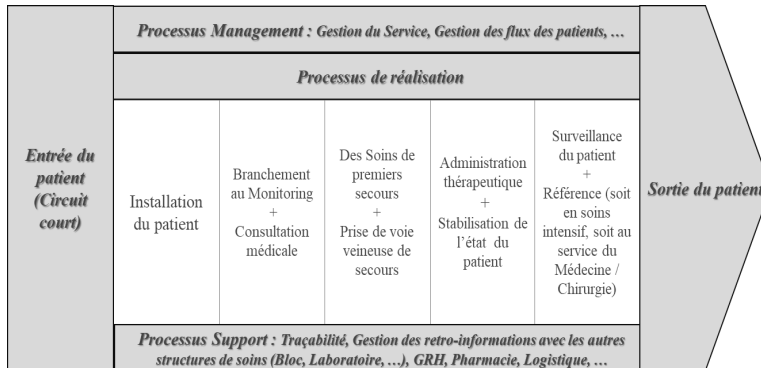 Processus Management : Gestion du Service, Gestion des flux des patients, …
Processus de réalisation
Entrée du
patient
(Circuit
court)
Installation
du patient
Branchement
au Monitoring
+
Consultation
médicale
Des Soins de
premiers
secours
+
Prise de voie
veineuse de
secours
Administration
thérapeutique
+
Stabilisation de
l’état du
patient
Surveillance
du patient
+
Référence (soit
en soins
intensif, soit au
service du
Médecine /
Chirurgie)
Sortie du patient
Processus Support : Traçabilité, Gestion des retro-informations avec les autres
structures de soins (Bloc, Laboratoire, …), GRH, Pharmacie, Logistique, …